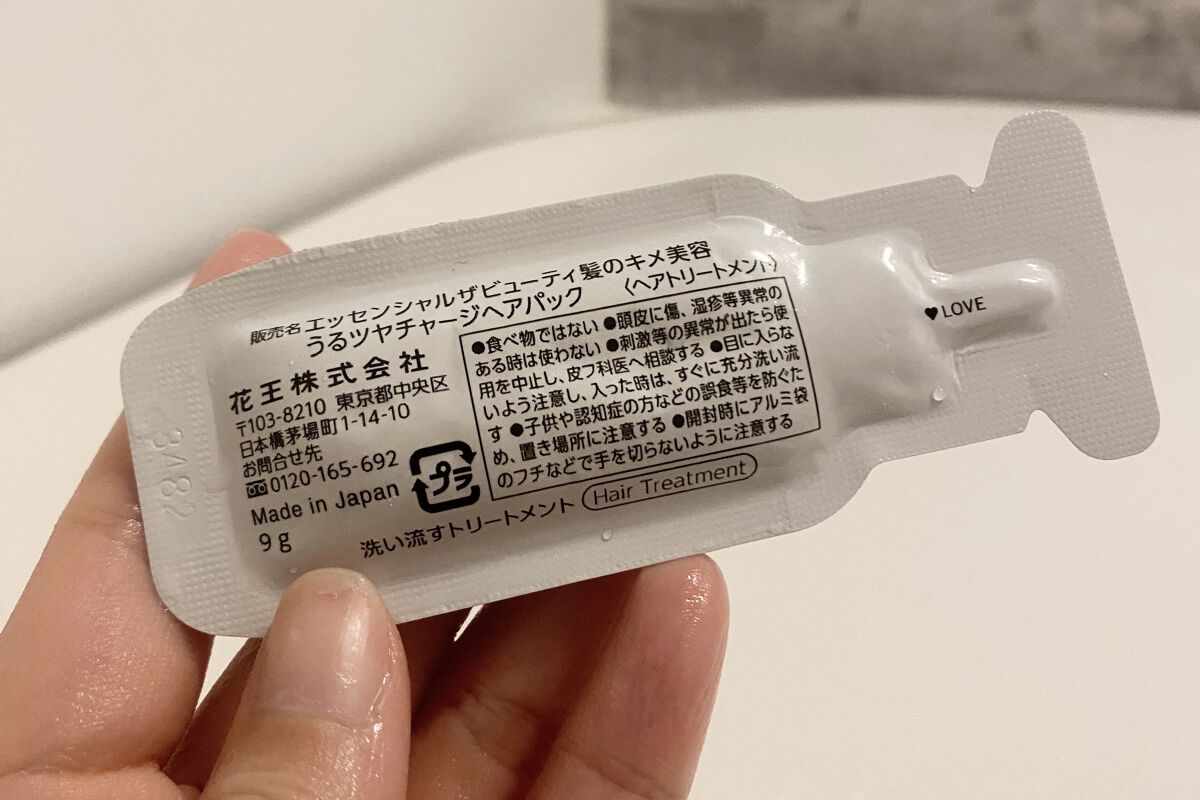 販売名 エッセンシャルザビューティ髪のキメ美容
うるツヤチャージヘアパック 〈ヘアトリートメント〉
花王株式会社
〒103-8210 東京都中央区
日本橋茅場町1-14-10
お問合せ先
0120-165-692
Made in Japan
9g
プラ
●食べ物ではない ●頭皮に傷、湿疹等異常の
ある時は使わない ●刺激等の異常が出たら使
用を中止し、皮フ科医へ相談する ●目に入らな
いよう注意し、入った時は、すぐに充分洗い流
す ●子供や認知症の方などの誤食等を防ぐた
め、置き場所に注意する ●開封時にアルミ袋
のフチなどで手を切らないように注意する
洗い流すトリートメント Hair Treatment
♥LOVE
3482